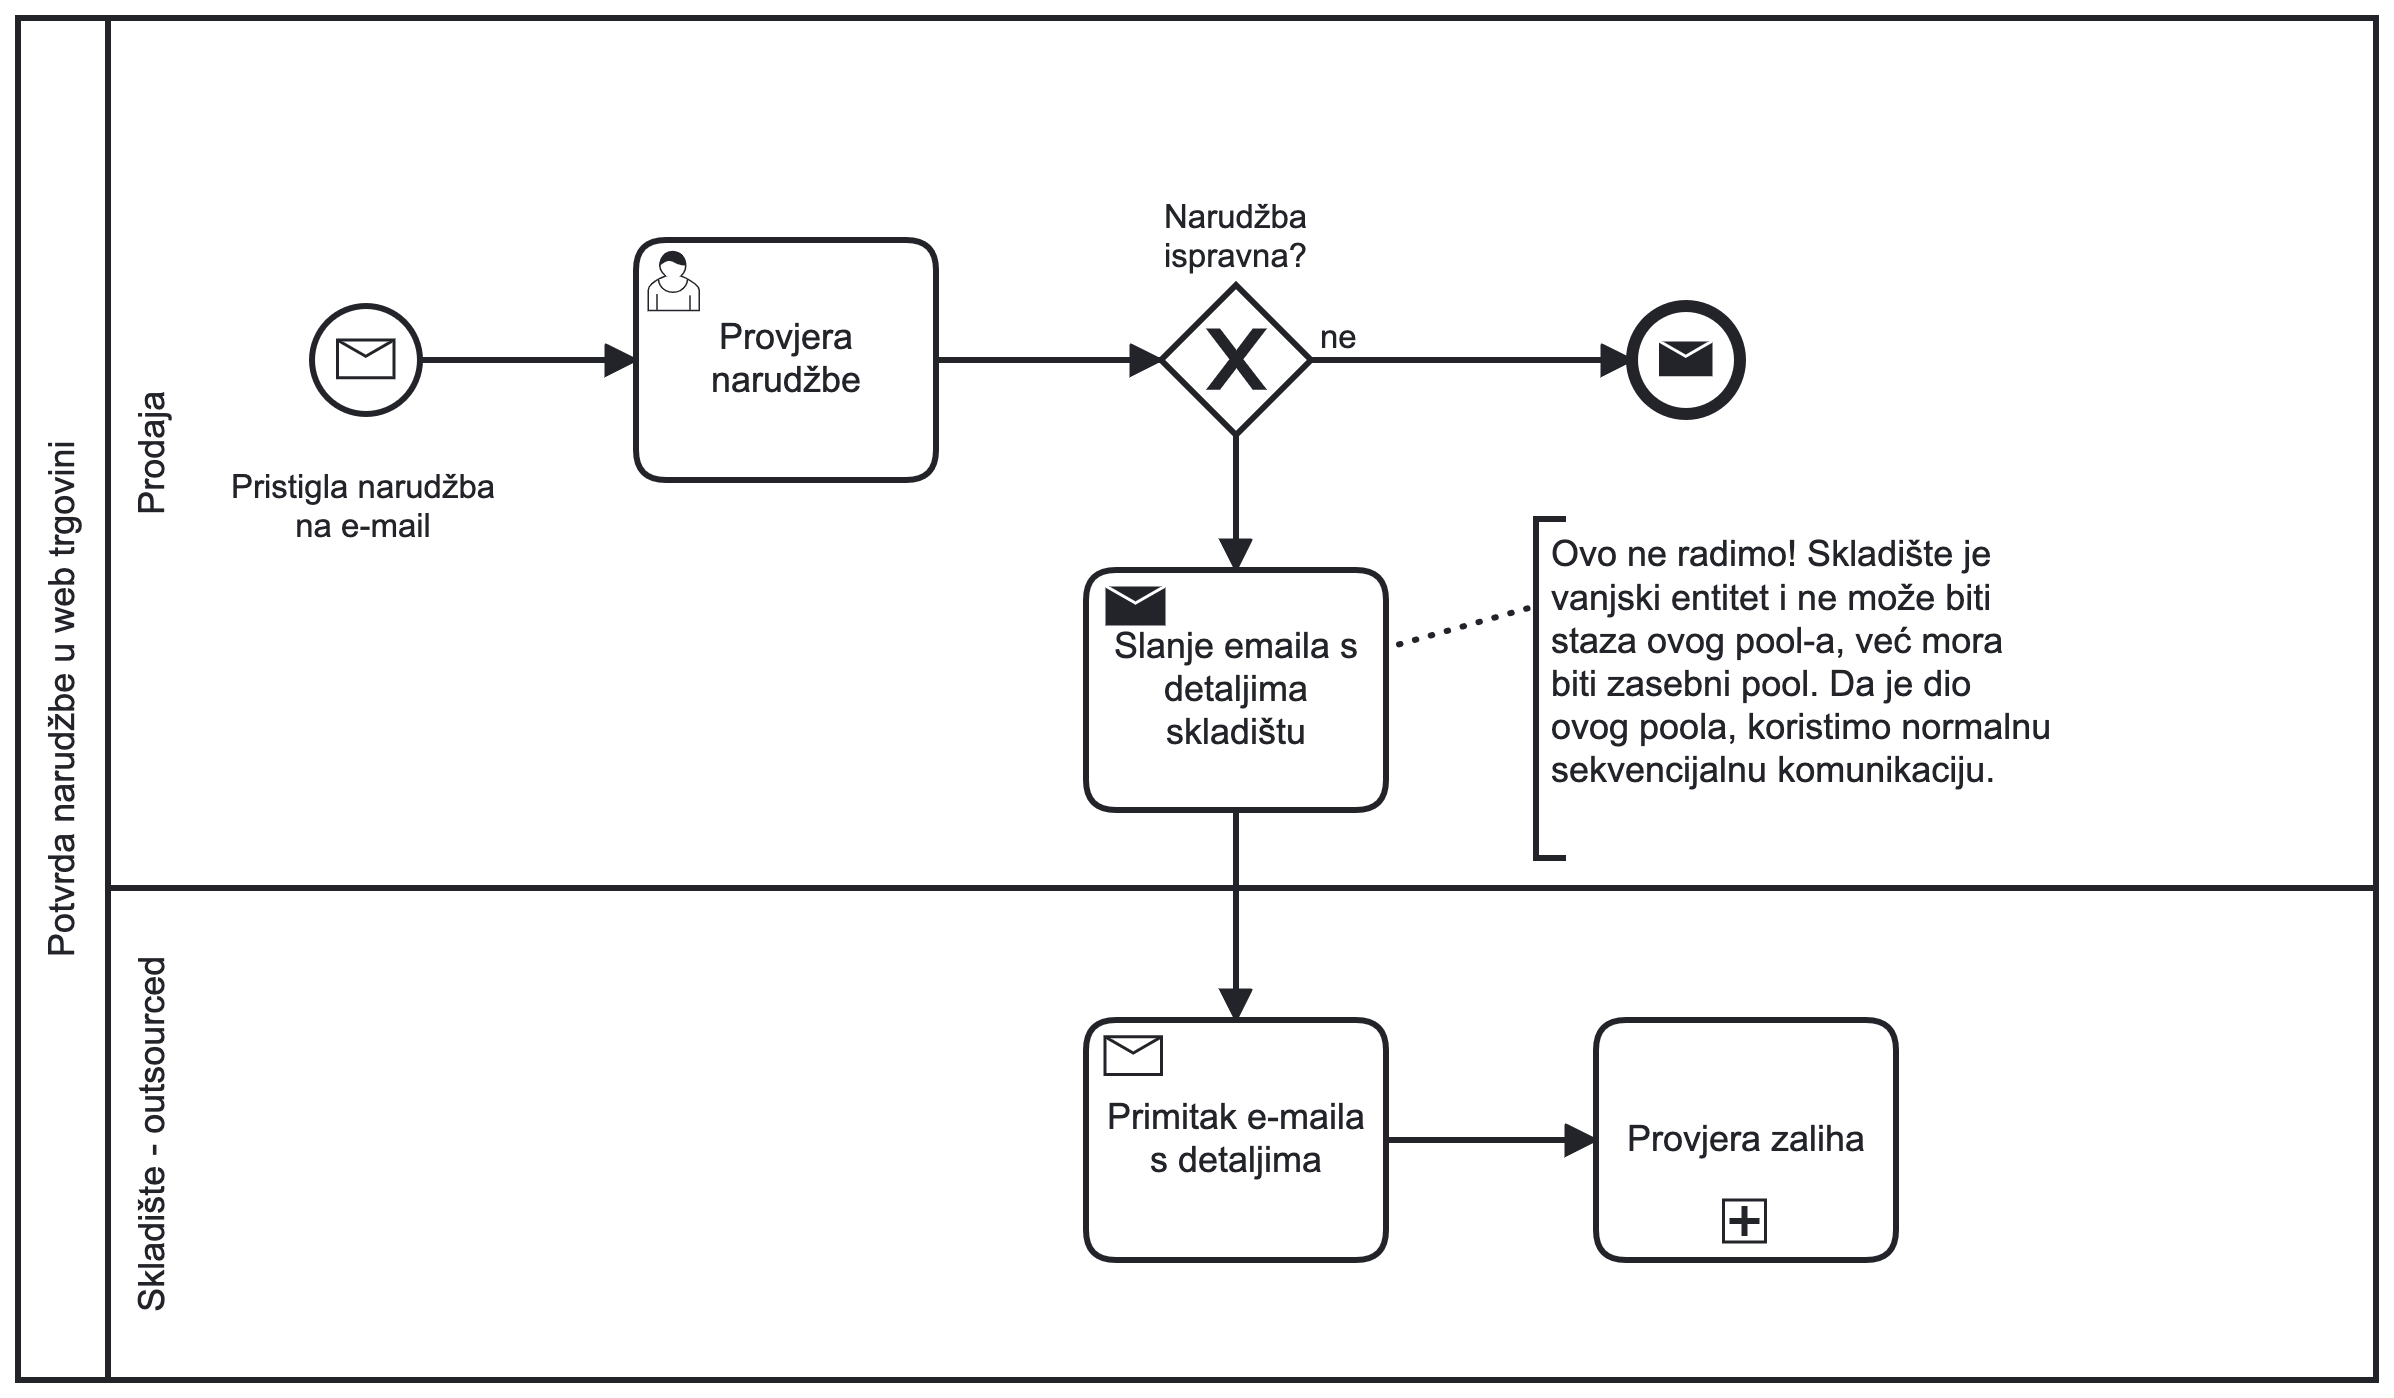 Potvrda narudžbe u web trgovini
Prodaja
Pristigla narudžba
na e-mail
Provjera
narudžbe
Narudžba
ispravna?
ne
Slanje emaila s
detaljima
skladištu
Ovo ne radimo! Skladište je
vanjski entitet i ne može biti
staza ovog pool-a, već mora
biti zasebni pool. Da je dio
ovog poola, koristimo normalnu
sekvencijalnu komunikaciju.
Skladište - outsourced
Primitak e-maila
s detaljima
Provjera zaliha